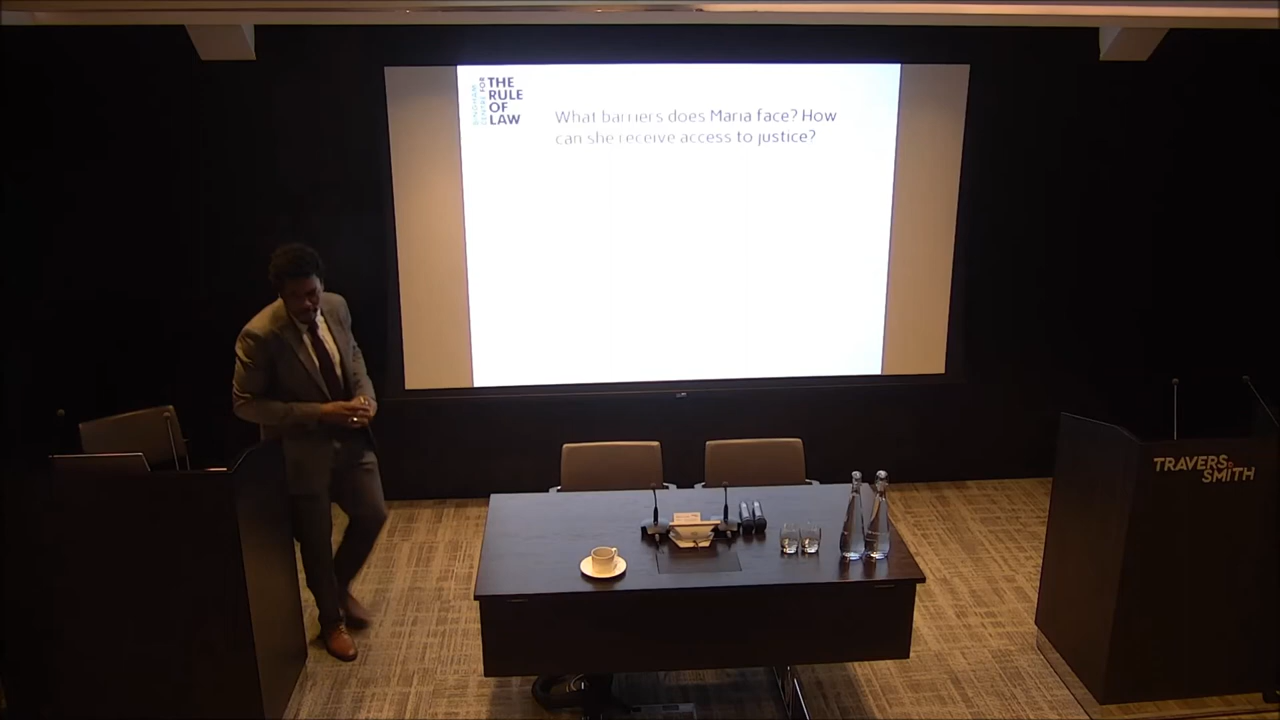 BINGHAM
CENTRE FOR
THE
RULE
OF
LAW
What barriers does Maria face? How
can she receive access to justice?
TRAVERS
SMITH